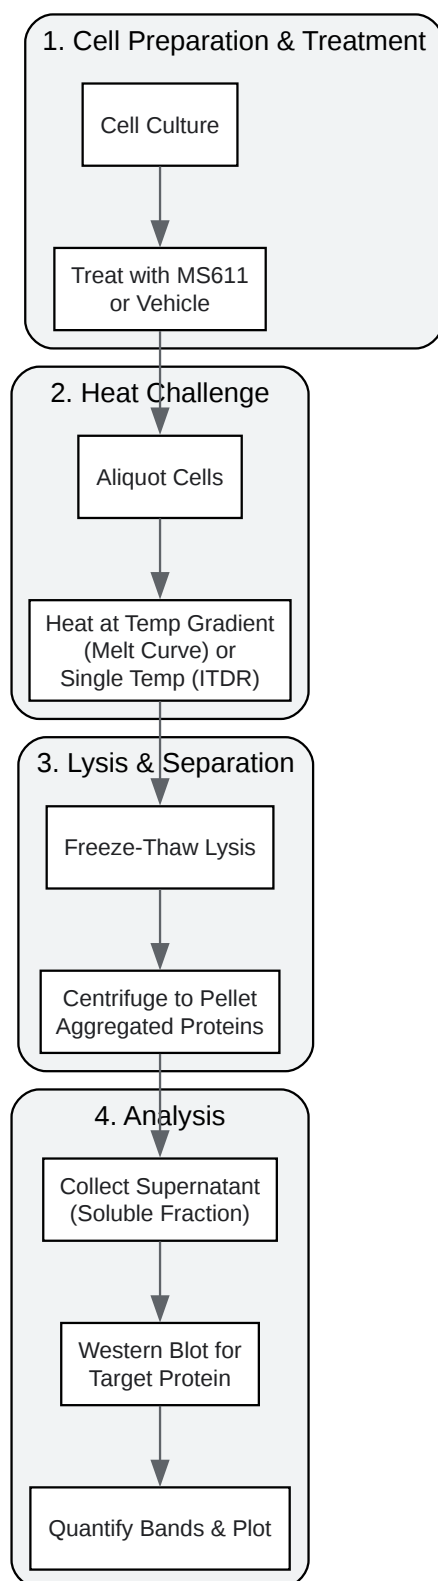 1. Cell Preparation & Treatment
Cell Culture
Treat with MS611
or Vehicle
2. Heat Challenge
Aliquot Cells
Heat at Temp Gradient
(Melt Curve) or
Single Temp (ITDR)
3. Lysis & Separation
Freeze-Thaw Lysis
Centrifuge to Pellet
Aggregated Proteins
4. Analysis
Collect Supernatant
(Soluble Fraction)
Western Blot for
Target Protein
Quantify Bands & Plot